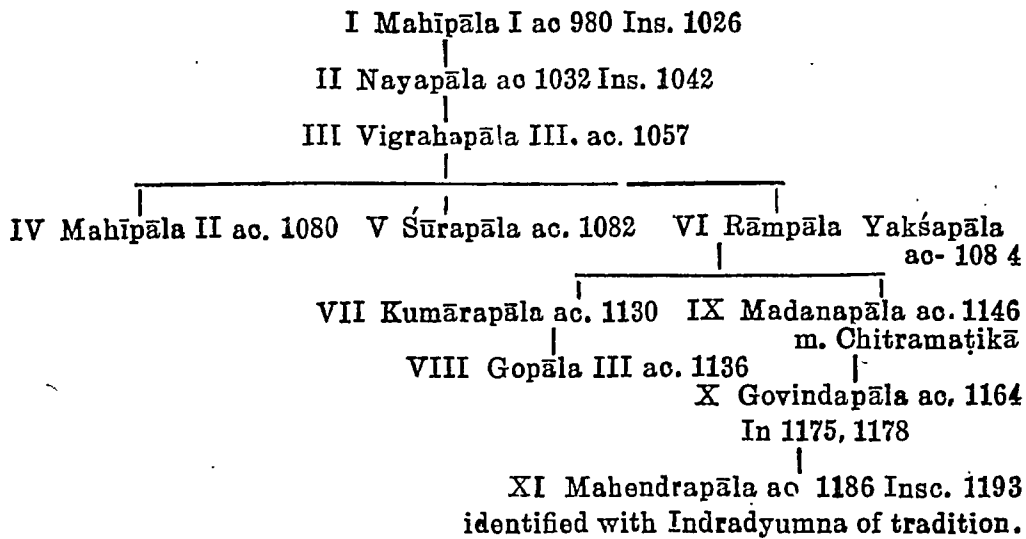 I Mahīpāla I ac 980 Ins. 1026
II Nayapāla ac 1032 Ins. 1042
III Vigrahapāla III. ac. 1057
IV Mahīpāla II ac. 1080 V Śūrapāla ac. 1082 VI Rāmpāla Yakśapāla
ac- 108 4
VII Kumārapāla ac. 1130 IX Madanapāla ac. 1146
m. Chitramaṭikā
VIII Gopāla III ac. 1136
X Govindapāla ac. 1164
In 1175, 1178
XI Mahendrapāla ac 1186 Insc. 1193
identified with Indradyumna of tradition.